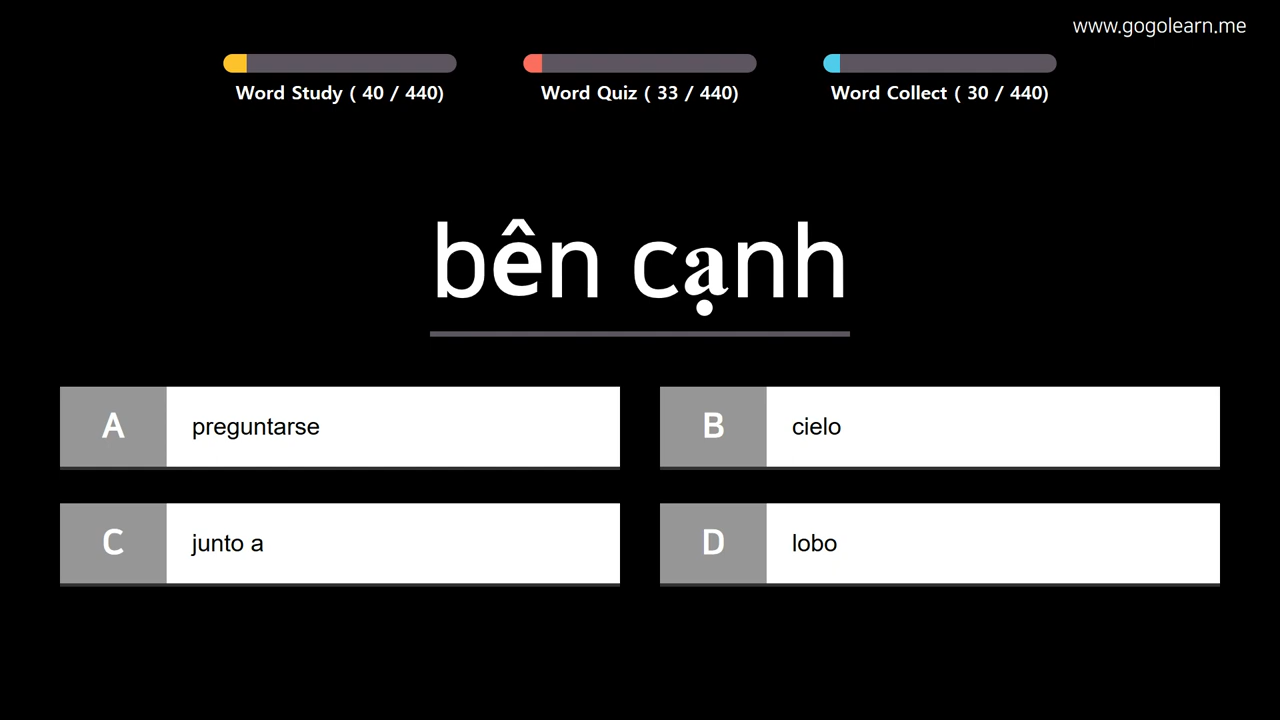 www.gogolearn.me
Word Study ( 40 / 440)
Word Quiz ( 33 / 440)
Word Collect ( 30 / 440)
bên cạnh
A preguntarse
B cielo
C junto a
D lobo